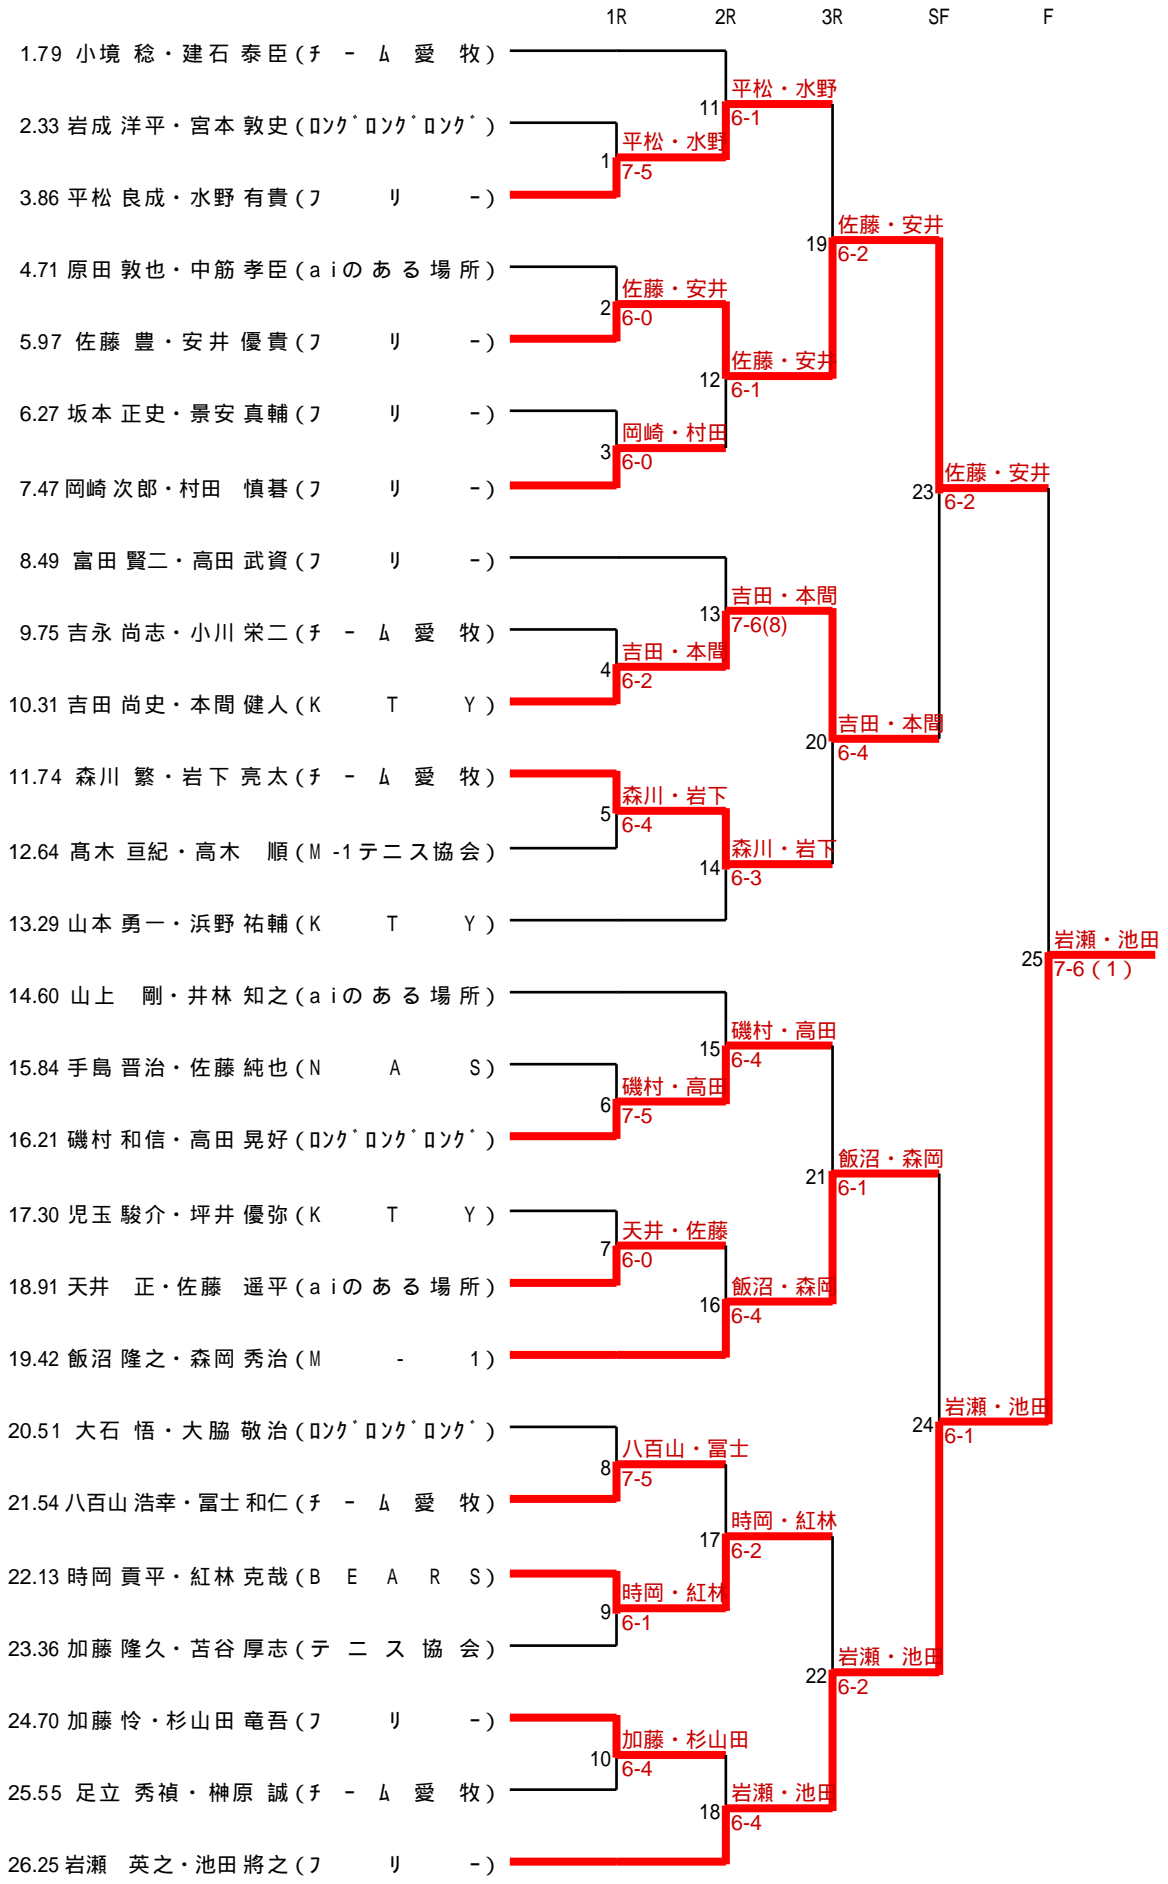 1R 2R 3R SF F
1.79 小境 稔・建石 泰臣(ﾁｰﾑ愛牧)
平松・水野
11
6-1
2.33 岩成 洋平・宮本 敦史(ﾛﾝｸﾞﾛﾝｸﾞﾛﾝｸﾞ)
平松・水野
1
7-5
3.86 平松 良成・水野 有貴(ﾌﾘｰ)
佐藤・安井
19
6-2
4.71 原田 敦也・中筋 孝臣(aiのある場所)
佐藤・安井
2
6-0
5.97 佐藤 豊・安井 優貴(ﾌﾘｰ)
佐藤・安井
12
6-1
6.27 坂本 正史・景安 真輔(ﾌﾘｰ)
岡崎・村田
3
6-0
7.47 岡崎 次郎・村田 慎碁(ﾌﾘｰ)
佐藤・安井
23
6-2
8.49 富田 賢二・高田 武資(ﾌﾘｰ)
吉田・本間
13
7-6(8)
9.75 吉永 尚志・小川 栄二(ﾁｰﾑ愛牧)
吉田・本間
4
6-2
10.31 吉田 尚史・本間 健人(KTY)
吉田・本間
20
6-4
11.74 森川 繁・岩下 亮太(ﾁｰﾑ愛牧)
森川・岩下
5
6-4
12.64 髙木 亘紀・高木 順(M-1テニス協会)
森川・岩下
14
6-3
13.29 山本 勇一・浜野 祐輔(KTY)
岩瀬・池田
25
7-6（1）
14.60 山上 剛・井林 知之(aiのある場所)
磯村・高田
15
6-4
15.84 手島 晋治・佐藤 純也(NAS)
磯村・高田
6
7-5
16.21 磯村 和信・高田 晃好(ﾛﾝｸﾞﾛﾝｸﾞﾛﾝｸﾞ)
飯沼・森岡
21
6-1
17.30 児玉 駿介・坪井 優弥(KTY)
天井・佐藤
7
6-0
18.91 天井 正・佐藤 遥平(aiのある場所)
飯沼・森岡
16
6-4
19.42 飯沼 隆之・森岡 秀治(M-1)
岩瀬・池田
24
6-1
20.51 大石 悟・大脇 敬治(ﾛﾝｸﾞﾛﾝｸﾞﾛﾝｸﾞ)
八百山・冨士
8
7-5
21.54 八百山 浩幸・冨士 和仁(ﾁｰﾑ愛牧)
時岡・紅林
17
6-2
22.13 時岡 貢平・紅林 克哉(BEARS)
時岡・紅林
9
6-1
23.36 加藤 隆久・苫谷 厚志(テニス協会)
岩瀬・池田
22
6-2
24.70 加藤 怜・杉山田 竜吾(ﾌﾘｰ)
加藤・杉山田
10
6-4
25.55 足立 秀禎・榊原 誠(ﾁｰﾑ愛牧)
岩瀬・池田
18
6-4
26.25 岩瀬 英之・池田 將之(ﾌﾘｰ)